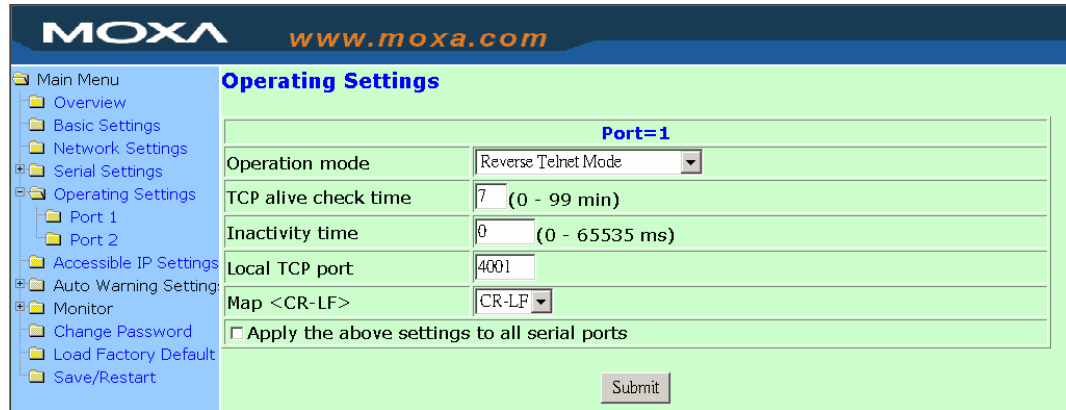 MOXA www.moxa.com
Main Menu
Overview
Basic Settings
Network Settings
Serial Settings
Operating Settings
Port 1
Port 2
Accessible IP Settings
Auto Warning Setting
Monitor
Change Password
Load Factory Default
Save/Restart
Operating Settings
Port=1
Operation mode Reverse Telnet Mode
TCP alive check time 7 (0 - 99 min)
Inactivity time 0 (0 - 65535 ms)
Local TCP port 4001
Map <CR-LF> CR-LF
Apply the above settings to all serial ports
Submit